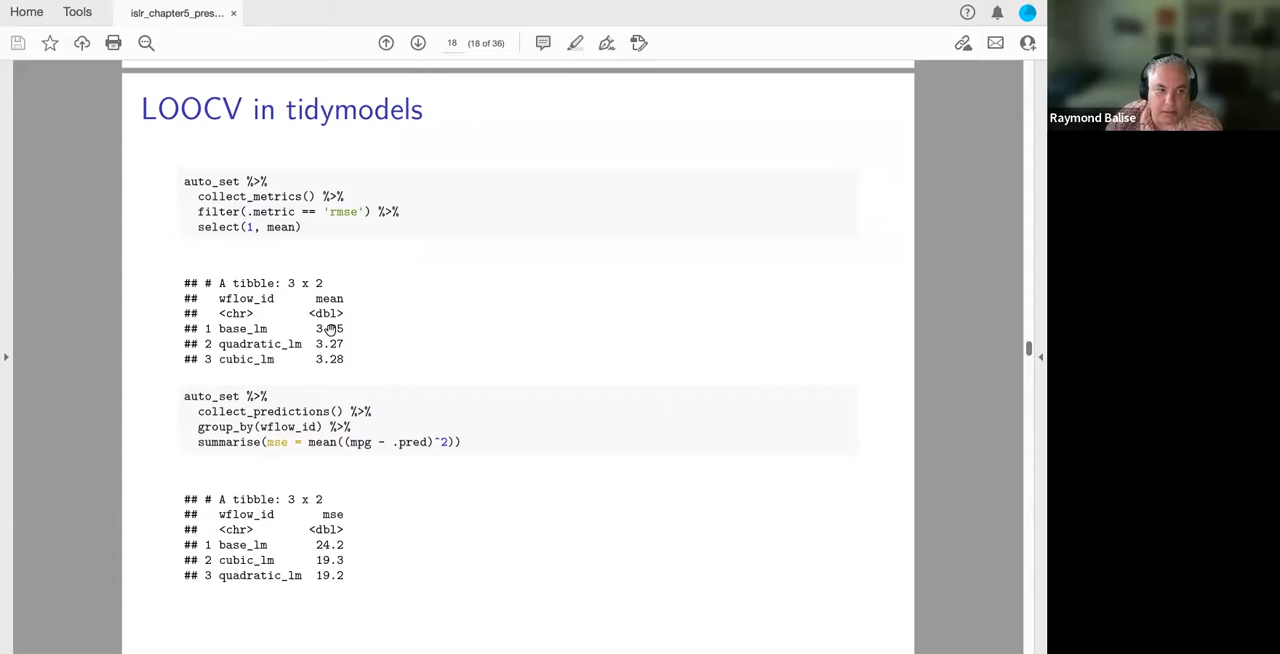 Home Tools islr_chapter5_pres... ×
18 (18 of 36)
LOOCV in tidymodels
auto_set %>%
collect_metrics() %>%
filter(.metric == 'rmse') %>%
select(1, mean)
## # A tibble: 3 x 2
## wflow_id mean
## <chr> <dbl>
## 1 base_lm
## 2 quadratic_lm 3.27
## 3 cubic_lm 3.28
auto_set %>%
collect_predictions() %>%
group_by(wflow_id) %>%
summarise(mse = mean((mpg - .pred)^2))
## # A tibble: 3 x 2
## wflow_id mse
## <chr> <dbl>
## 1 base_lm 24.2
## 2 cubic_lm 19.3
## 3 quadratic_lm 19.2
Raymond Balise